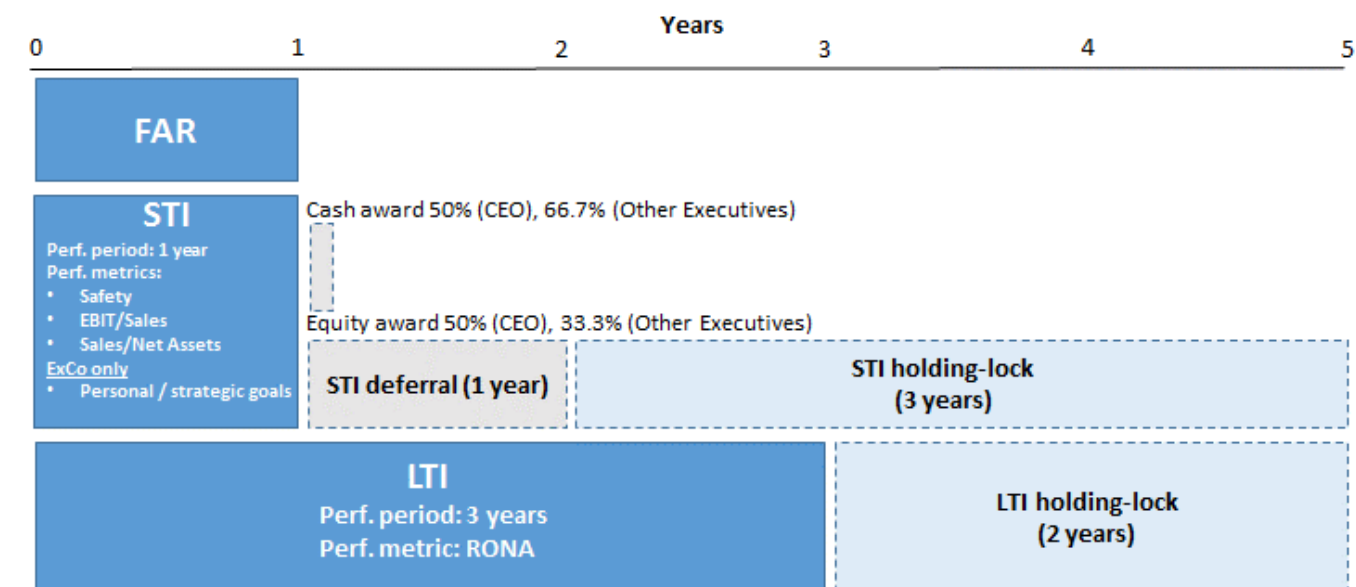 Years
0 1 2 3 4 5
FAR
STI
Perf. period: 1 year
Perf. metrics:
• Safety
• EBIT/Sales
• Sales/Net Assets
ExCo only
• Personal / strategic goals
Cash award 50% (CEO), 66.7% (Other Executives)
Equity award 50% (CEO), 33.3% (Other Executives)
STI deferral (1 year)
STI holding-lock
(3 years)
LTI
Perf. period: 3 years
Perf. metric: RONA
LTI holding-lock
(2 years)